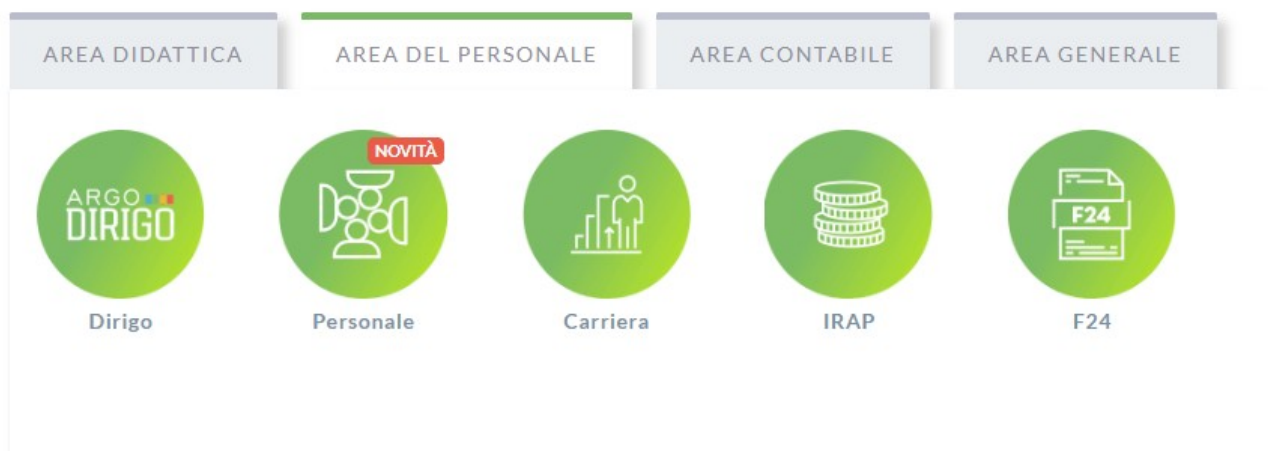 AREA DIDATTICA
AREA DEL PERSONALE
AREA CONTABILE
AREA GENERALE
ARGO
DIRIGO
NOVITÀ
F24
Dirigo
Personale
Carriera
IRAP
F24